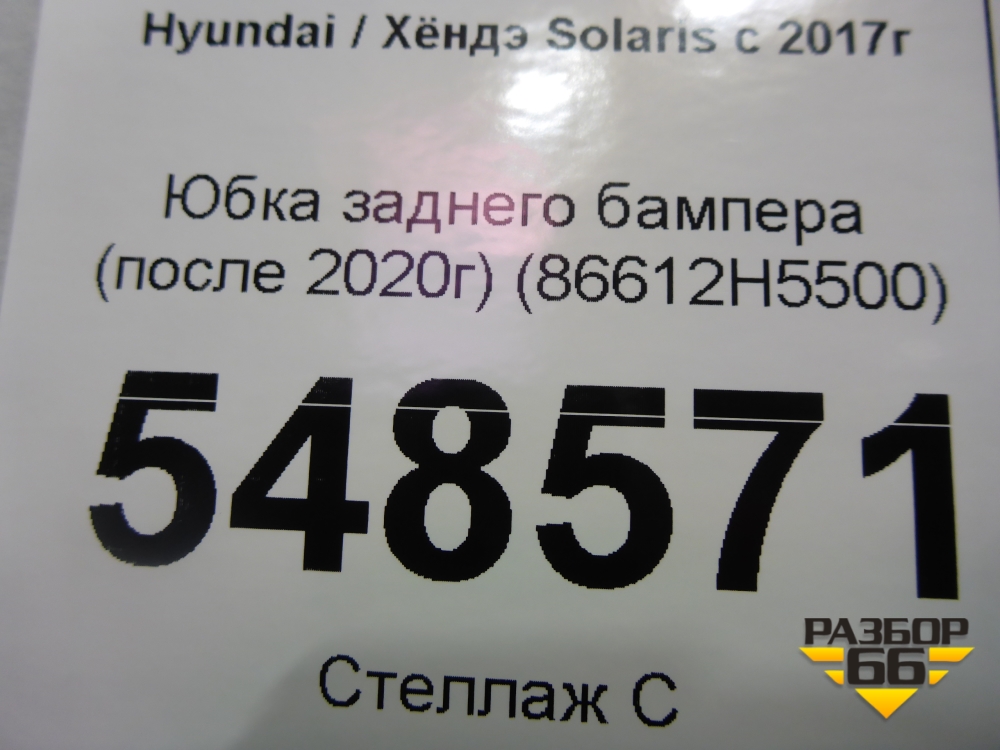 Hyundai / Хёндэ Solaris с 2017г
Юбка заднего бампера
(после 2020г) (86612H5500)
548571
Стеллаж С
РАЗБОР
66